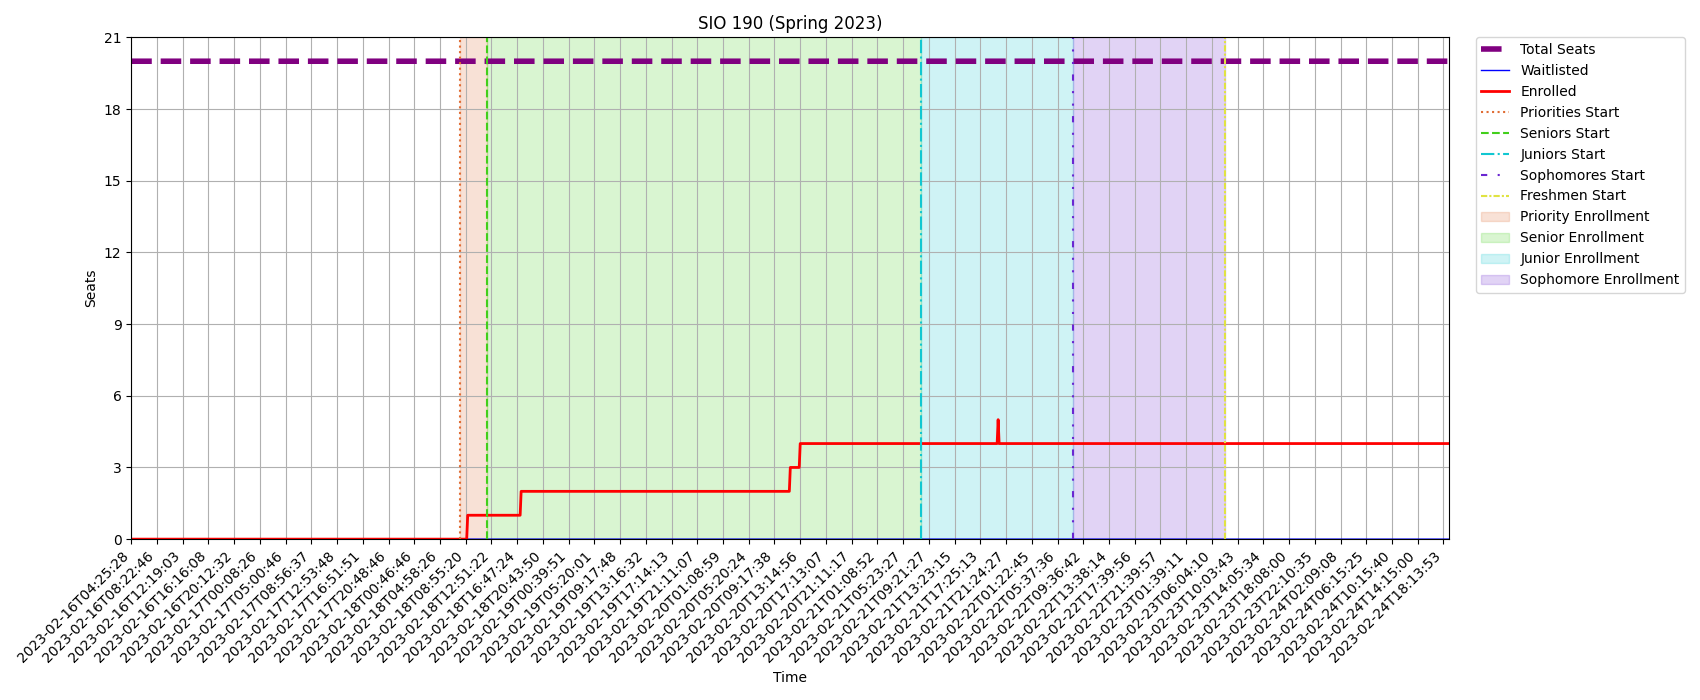 SIO 190 (Spring 2023)
21
18
15
12
9
6
3
0
Seats
2023-02-16T04:25:28
2023-02-16T08:22:46
2023-02-16T12:19:03
2023-02-16T16:16:08
2023-02-16T20:12:32
2023-02-17T00:08:26
2023-02-17T05:00:46
2023-02-17T08:56:37
2023-02-17T12:53:48
2023-02-17T16:51:51
2023-02-17T20:48:46
2023-02-18T00:46:46
2023-02-18T04:58:26
2023-02-18T08:55:20
2023-02-18T12:51:22
2023-02-18T16:47:24
2023-02-18T20:43:50
2023-02-19T00:39:51
2023-02-19T05:20:01
2023-02-19T09:17:48
2023-02-19T13:16:32
2023-02-19T17:14:13
2023-02-19T21:11:07
2023-02-20T01:08:59
2023-02-20T05:20:24
2023-02-20T09:17:38
2023-02-20T13:14:56
2023-02-20T17:13:07
2023-02-20T21:11:17
2023-02-21T01:08:52
2023-02-21T05:23:27
2023-02-21T09:21:27
2023-02-21T13:23:15
2023-02-21T17:25:13
2023-02-21T21:24:27
2023-02-22T01:22:45
2023-02-22T05:37:36
2023-02-22T09:36:42
2023-02-22T13:38:14
2023-02-22T17:39:56
2023-02-22T21:39:57
2023-02-23T01:39:11
2023-02-23T06:04:10
2023-02-23T10:03:43
2023-02-23T14:05:34
2023-02-23T18:08:00
2023-02-23T22:10:35
2023-02-24T02:09:08
2023-02-24T06:15:25
2023-02-24T10:15:40
2023-02-24T14:15:00
2023-02-24T18:13:53
Time
Total Seats
Waitlisted
Enrolled
Priorities Start
Seniors Start
Juniors Start
Sophomores Start
Freshmen Start
Priority Enrollment
Senior Enrollment
Junior Enrollment
Sophomore Enrollment